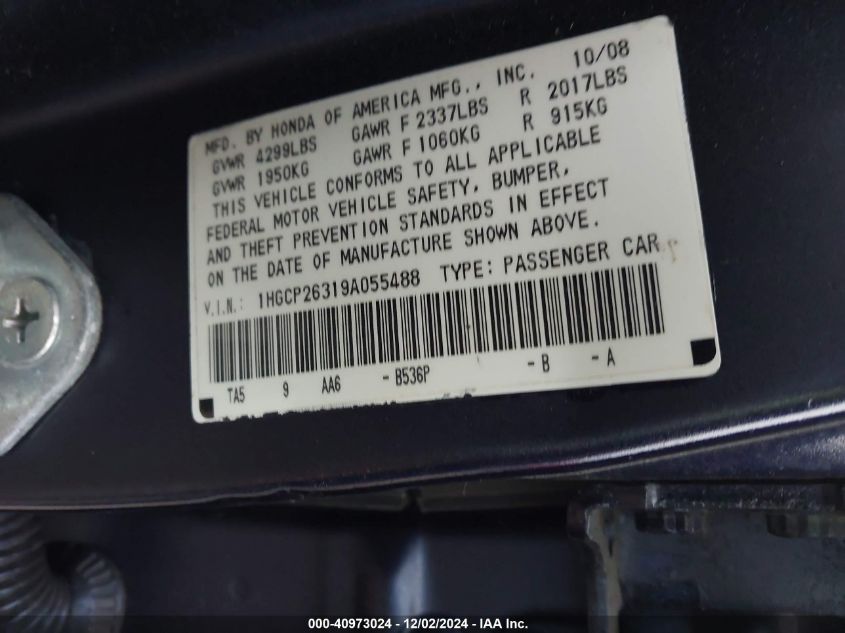 MFD. BY HONDA OF AMERICA MFG., INC. 10/08
GVWR 4299LBS GAWR F 2337LBS R 2017LBS
GVWR 1950KG GAWR F 1060KG R 915KG
THIS VEHICLE CONFORMS TO ALL APPLICABLE
FEDERAL MOTOR VEHICLE SAFETY, BUMPER,
AND THEFT PREVENTION STANDARDS IN EFFECT
ON THE DATE OF MANUFACTURE SHOWN ABOVE.
V.I.N.: 1HGCP26319A055488 TYPE: PASSENGER CAR
TA5 9 AA6 -B536P -B -A
000-40973024 - 12/02/2024 - IAA Inc.